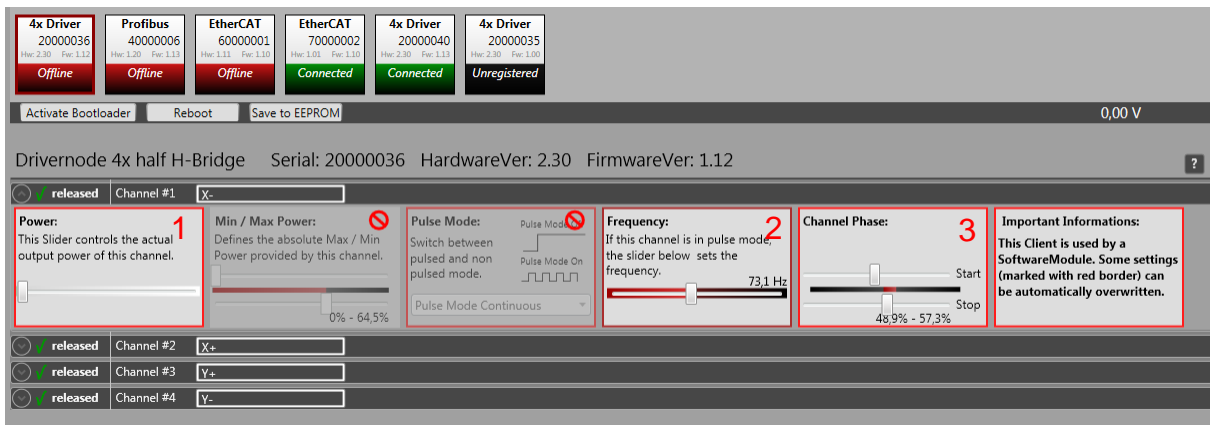 4x Driver
20000036
Hw: 2.30 Fw: 1.12
Offline
Profibus
40000006
Hw: 1.20 Fw: 1.13
Offline
EtherCAT
60000001
Hw: 1.11 Fw: 1.10
Offline
EtherCAT
70000002
Hw: 1.01 Fw: 1.10
Connected
4x Driver
20000040
Hw: 2.30 Fw: 1.13
Connected
4x Driver
20000035
Hw: 2.30 Fw: 1.00
Unregistered
Activate Bootloader
Reboot
Save to EEPROM
0,00 V
Drivernode 4x half H-Bridge Serial: 20000036 HardwareVer: 2.30 FirmwareVer: 1.12
?
released Channel #1 X-
Power:
1
This Slider controls the actual
output power of this channel.
Min / Max Power:
Defines the absolute Max / Min
Power provided by this channel.
0% - 64,5%
Pulse Mode:
Switch between
pulsed and non
pulsed mode.
Pulse Mode
Pulse Mode On
Pulse Mode Continuous
Frequency:
2
If this channel is in pulse mode,
the slider below sets the
frequency.
73,1 Hz
Channel Phase:
3
Start
Stop
48,9% - 57,3%
Important Informations:
This Client is used by a
SoftwareModule. Some settings
(marked with red border) can
be automatically overwritten.
released Channel #2 X+
released Channel #3 Y+
released Channel #4 Y-